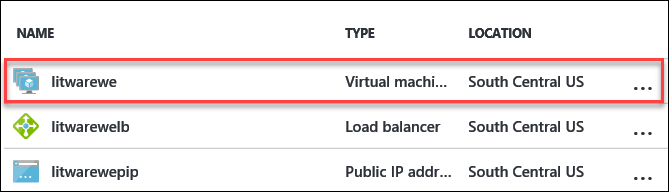 NAME TYPE LOCATION
litwarewe Virtual machi... South Central US ...
litwarewelb Load balancer South Central US ...
litwarewepip Public IP addr... South Central US ...